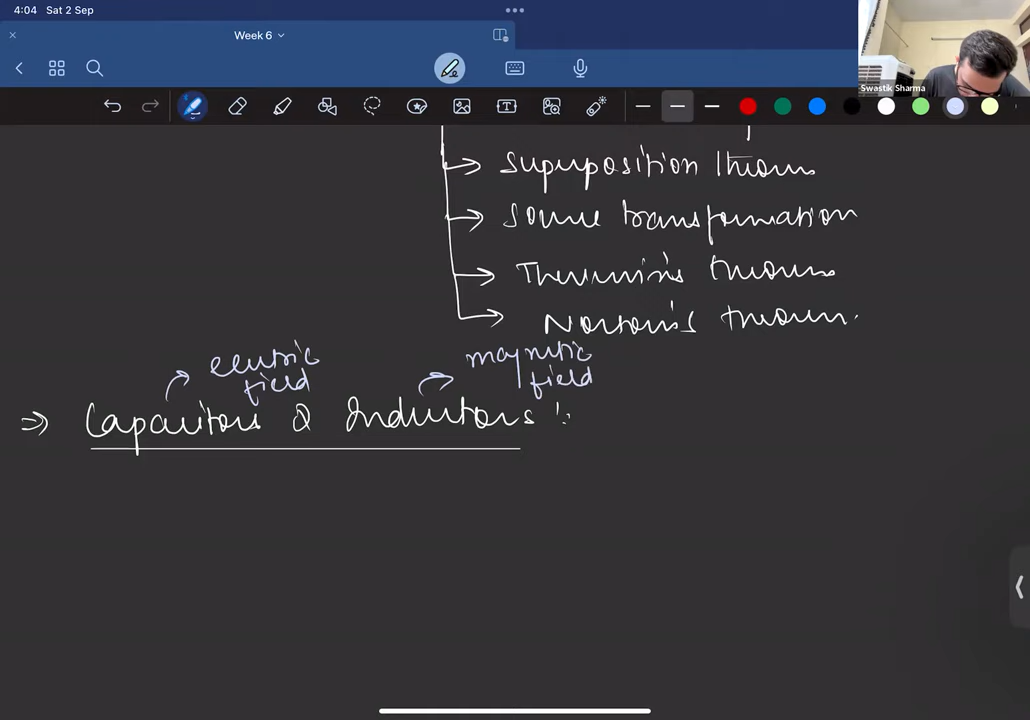 4:04 Sat 2 Sep
Week 6
Swastik Sharma
→ Superposition theorem
→ Source transformation
→ Thevenin's theorem
→ Norton's theorem.
electric field
magnetic field
⇒ Capacitors & Inductors :